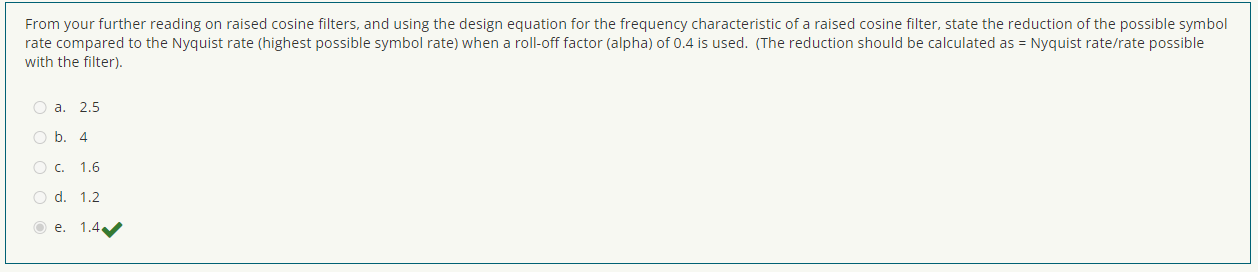 From your further reading on raised cosine filters, and using the design equation for the frequency characteristic of a raised cosine filter, state the reduction of the possible symbol
rate compared to the Nyquist rate (highest possible symbol rate) when a roll-off factor (alpha) of 0.4 is used. (The reduction should be calculated as = Nyquist rate/rate possible
with the filter).
a. 2.5
b. 4
c. 1.6
d. 1.2
e. 1.4